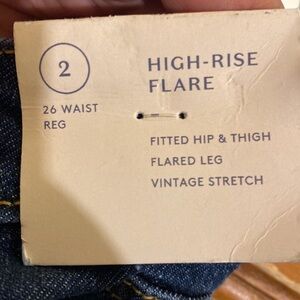 2
26 WAIST
REG
HIGH-RISE
FLARE
FITTED HIP & THIGH
FLARED LEG
VINTAGE STRETCH